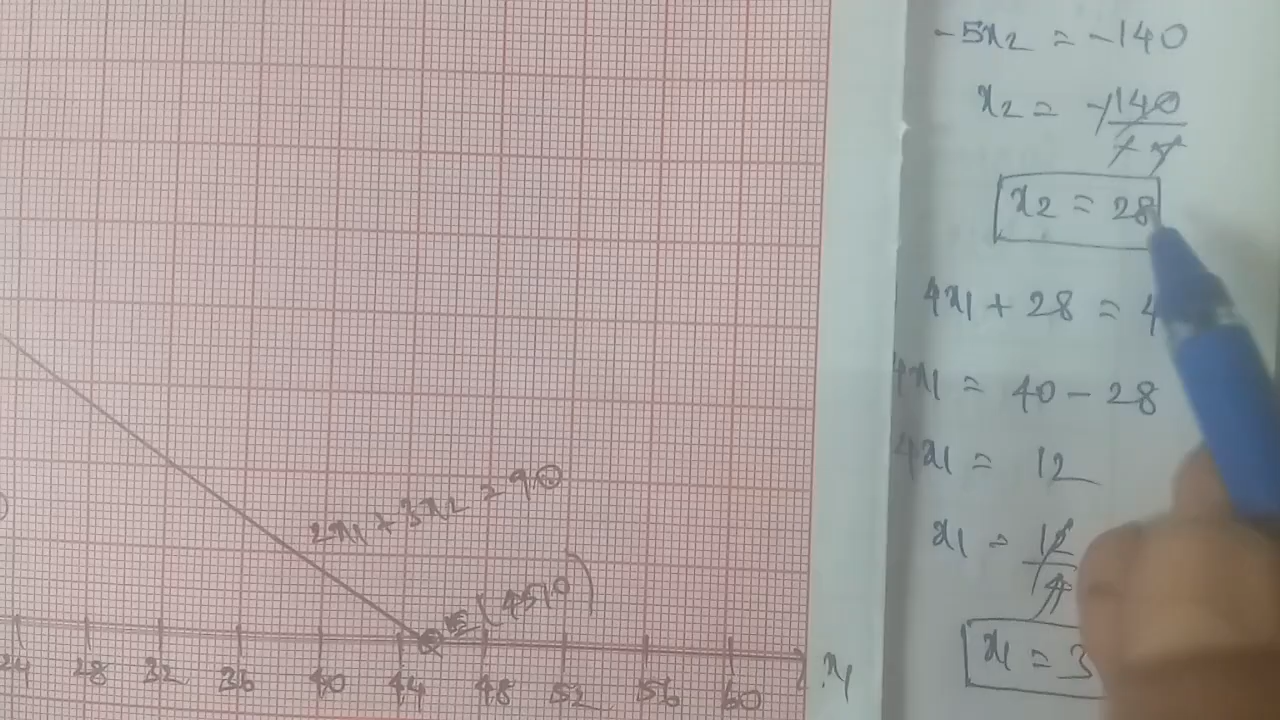 2x1 + 3x2 = 90
E (45,0)
24 28 32 36 40 44 48 52 56 60
x1
-5x2 = -140
x2 = -140
x2 = 28
4x1 + 28 = 4
4x1 = 40 - 28
4x1 = 12
x1 = 12
4
x1 = 3